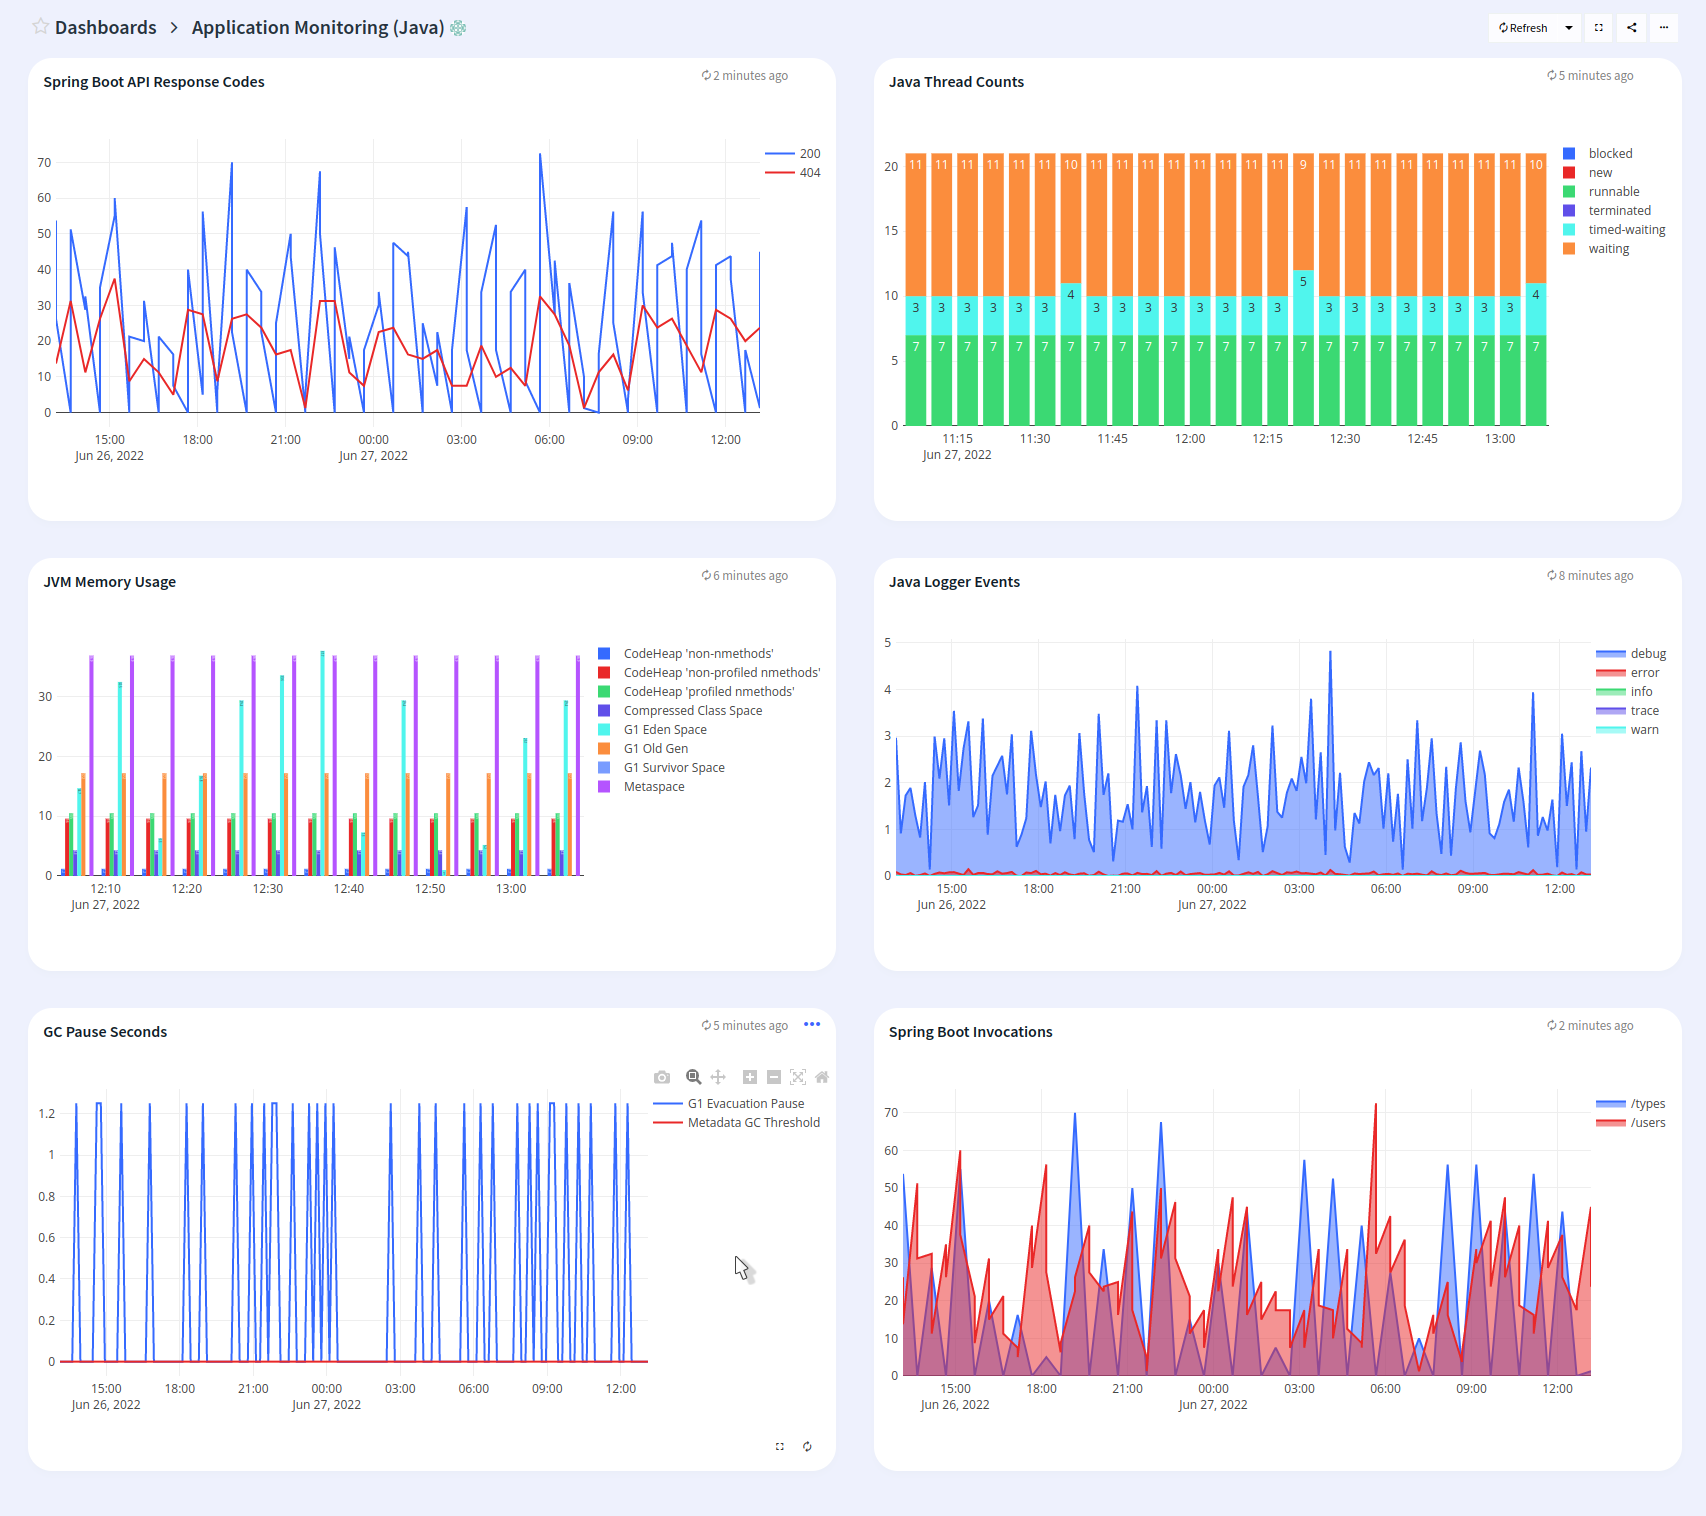 Dashboards > Application Monitoring (Java)
Refresh
Spring Boot API Response Codes
2 minutes ago
70
60
50
40
30
20
10
0
200
404
15:00 18:00 21:00 00:00 03:00 06:00 09:00 12:00
Jun 26, 2022 Jun 27, 2022
Java Thread Counts
5 minutes ago
20
15
10
5
0
11 11 11 11 11 11 10 11 11 11 11 11 11 11 11 9 11 11 11 11 11 11 11 11 10
3 3 3 3 3 3 4 3 3 3 3 3 3 3 3 5 3 3 3 3 3 3 3 3 4
7 7 7 7 7 7 7 7 7 7 7 7 7 7 7 7 7 7 7 7 7 7 7 7 7
blocked
new
runnable
terminated
timed-waiting
waiting
11:15 11:30 11:45 12:00 12:15 12:30 12:45 13:00
Jun 27, 2022
JVM Memory Usage
6 minutes ago
30
20
10
0
CodeHeap 'non-nmethods'
CodeHeap 'non-profiled nmethods'
CodeHeap 'profiled nmethods'
Compressed Class Space
G1 Eden Space
G1 Old Gen
G1 Survivor Space
Metaspace
12:10 12:20 12:30 12:40 12:50 13:00
Jun 27, 2022
Java Logger Events
8 minutes ago
5
4
3
2
1
0
debug
error
info
trace
warn
15:00 18:00 21:00 00:00 03:00 06:00 09:00 12:00
Jun 26, 2022 Jun 27, 2022
GC Pause Seconds
5 minutes ago
1.2
1
0.8
0.6
0.4
0.2
0
G1 Evacuation Pause
Metadata GC Threshold
15:00 18:00 21:00 00:00 03:00 06:00 09:00 12:00
Jun 26, 2022 Jun 27, 2022
Spring Boot Invocations
2 minutes ago
70
60
50
40
30
20
10
0
/types
/users
15:00 18:00 21:00 00:00 03:00 06:00 09:00 12:00
Jun 26, 2022 Jun 27, 2022